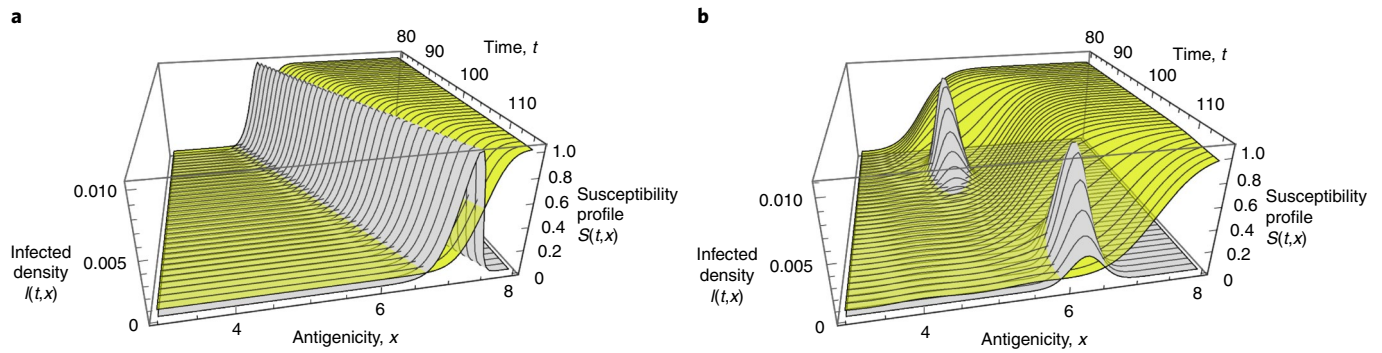 a
80
90
Time, t
100
110
0.010
0.005
0
Infected
density
I(t,x)
4
6
8
Antigenicity, x
1.0
0.8
0.6
0.4
0.2
0
Susceptibility
profile
S(t,x)
b
80
90
Time, t
100
110
0.010
0.005
0
Infected
density
I(t,x)
4
6
8
Antigenicity, x
1.0
0.8
0.6
0.4
0.2
0
Susceptibility
profile
S(t,x)